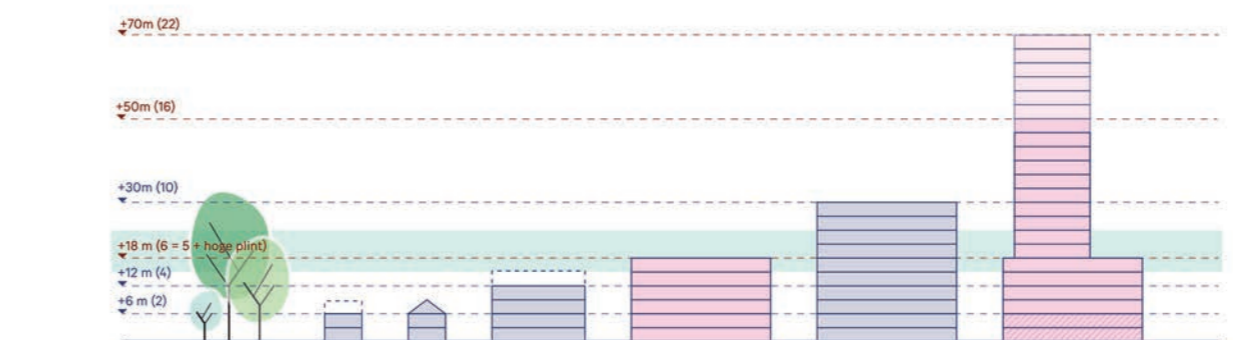 +70m (22)
+50m (16)
+30m (10)
+18 m (6 = 5 + hoge plint)
+12 m (4)
+6 m (2)